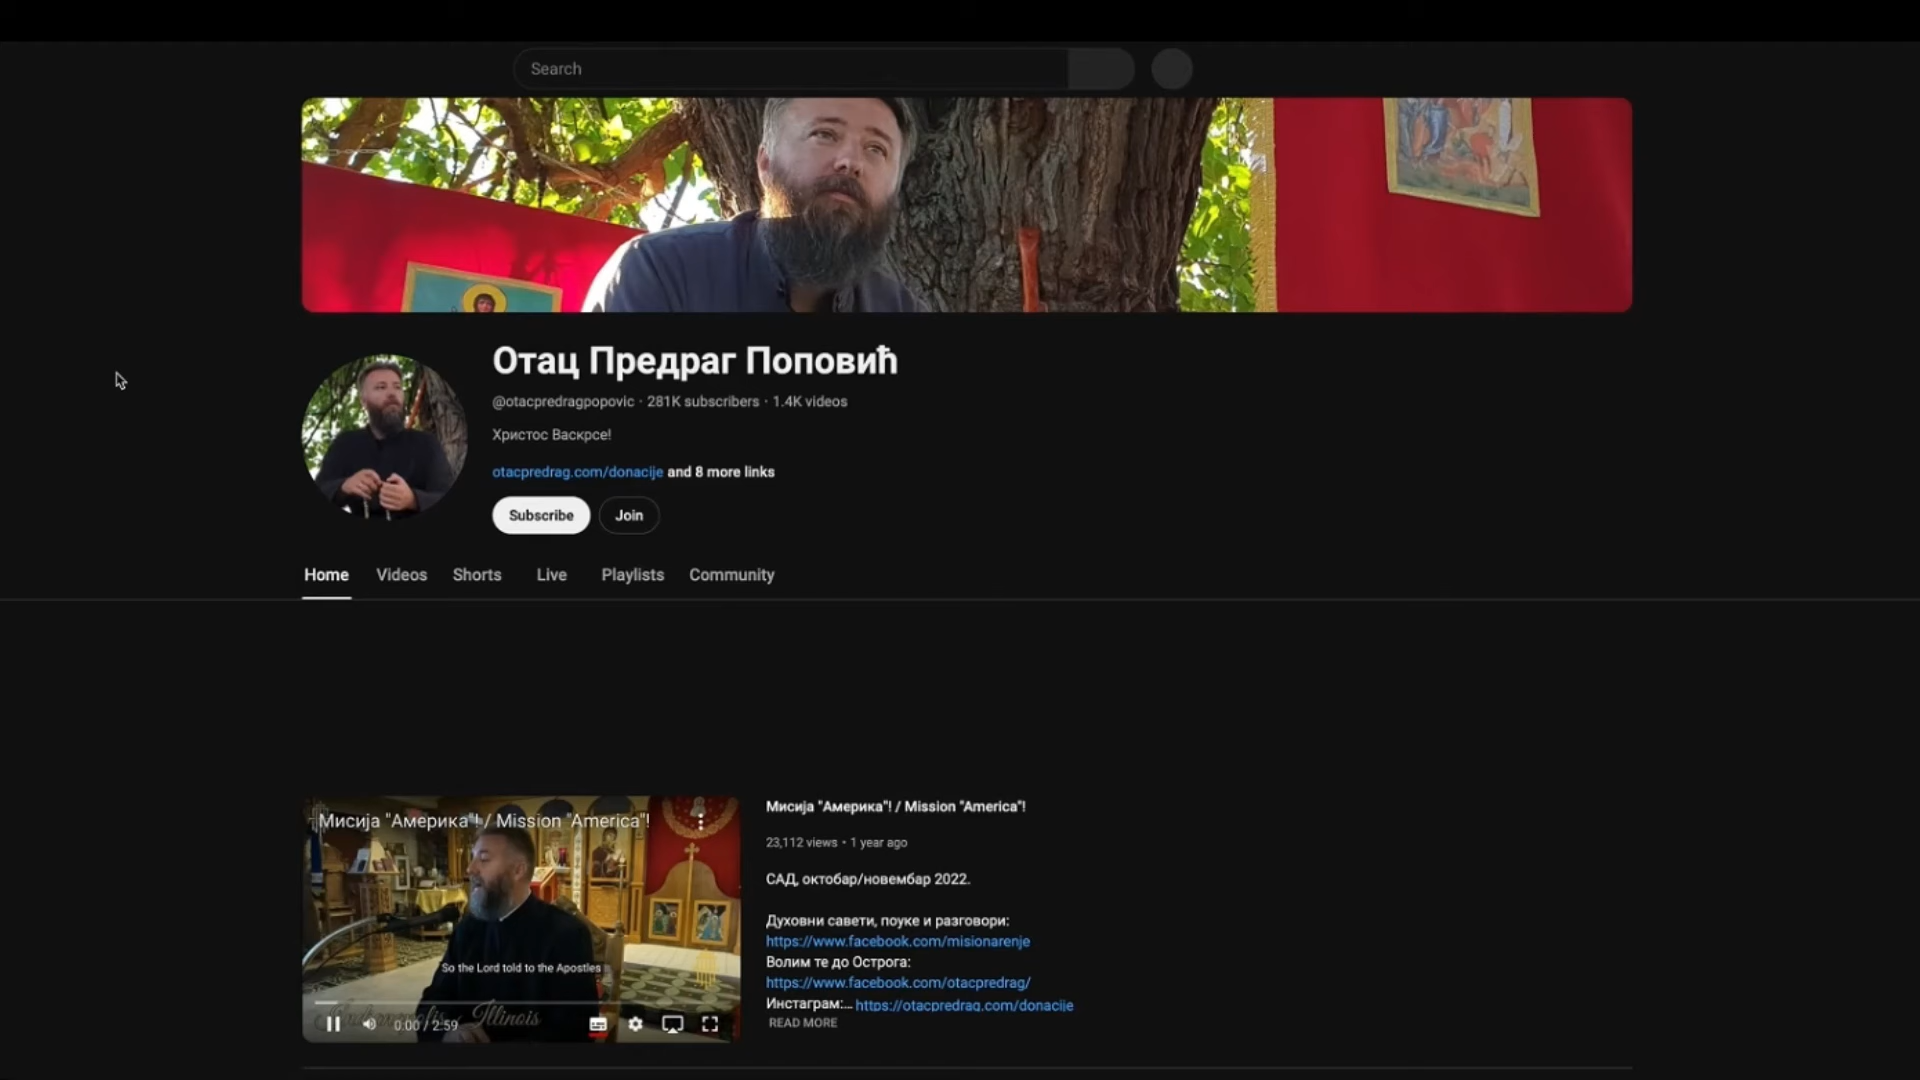 Search
Отац Предраг Поповић
@otacpredragpopovic · 281K subscribers · 1.4K videos
Христос Васкрсе!
otacpredrag.com/donacije and 8 more links
Subscribe Join
Home Videos Shorts Live Playlists Community
Мисија "Америка"! / Mission "America"!
So the Lord told to the Apostles
Illinois
0:00 / 2:59
Мисија "Америка"! / Mission "America"!
23,112 views • 1 year ago
САД, октобар/новембар 2022.
Духовни савети, поуке и разговори:
https://www.facebook.com/misionarenje
Волим те до Острога:
https://www.facebook.com/otacpredrag/
Инстаграм:... https://otacpredrag.com/donacije
READ MORE